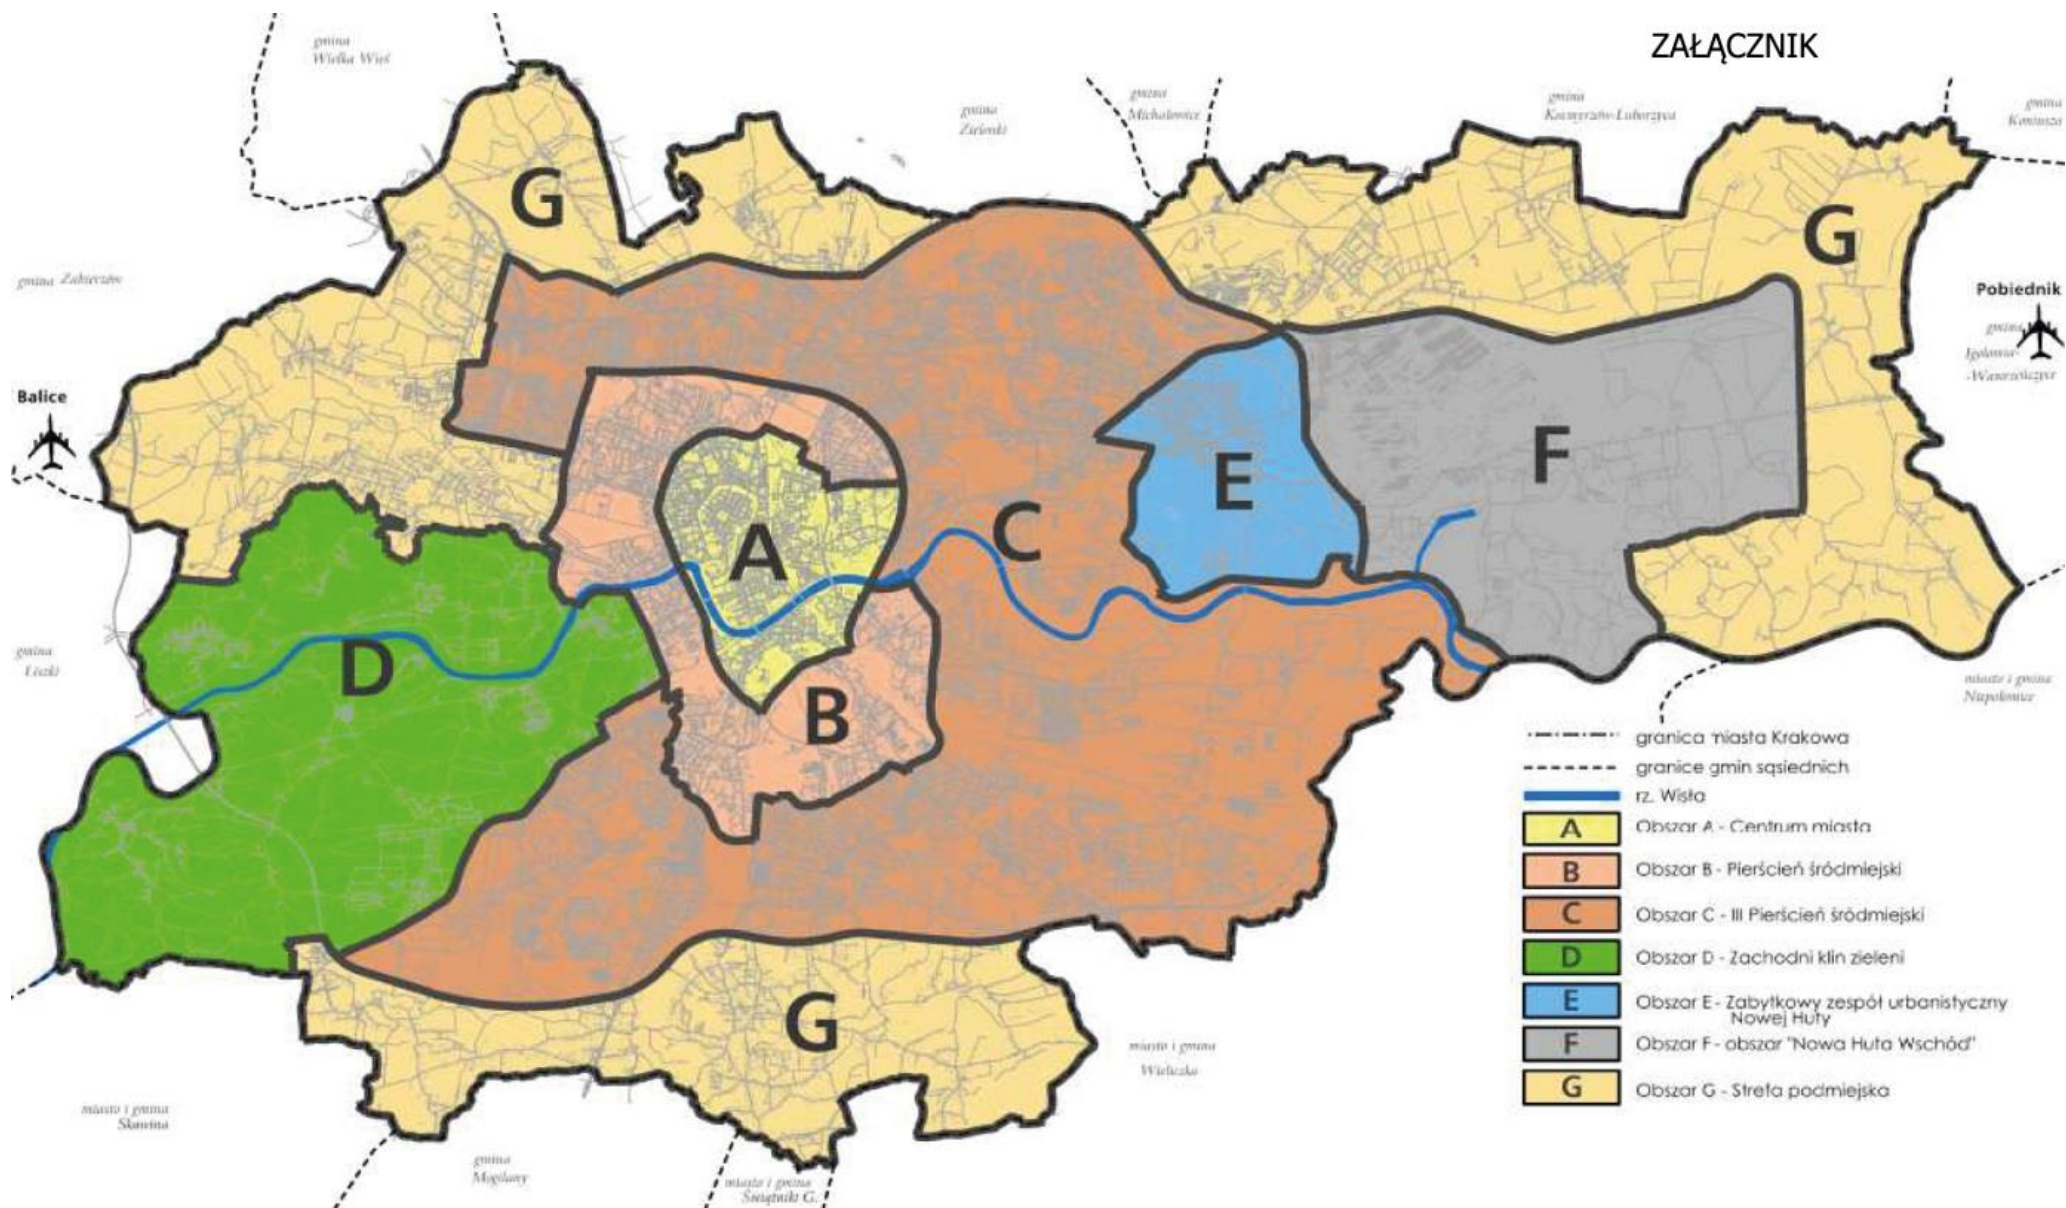 ZAŁĄCZNIK
gmina
Wielka Wieś
gmina
Zielonki
gmina
Michałowice
gmina
Kocmyrzów-Luborzyca
gmina
Koniusza
G
G
gmina Zabierzów
Pobiednik
gmina
Igołomia-
-Wawrzeńczyce
Balice
F
E
C
A
D
B
gmina
Liszki
miasto i gmina
Niepołomice
granica miasta Krakowa
granice gmin sąsiednich
rz. Wisła
A Obszar A - Centrum miasta
B Obszar B - Pierścień śródmiejski
C Obszar C - III Pierścień śródmiejski
D Obszar D - Zachodni klin zieleni
E Obszar E - Zabytkowy zespół urbanistyczny
Nowej Huty
F Obszar F - obszar "Nowa Huta Wschód"
G Obszar G - Strefa podmiejska
G
miasto i gmina
Wieliczka
miasto i gmina
Skawina
gmina
Mogilany
miasto i gmina
Świątniki G.